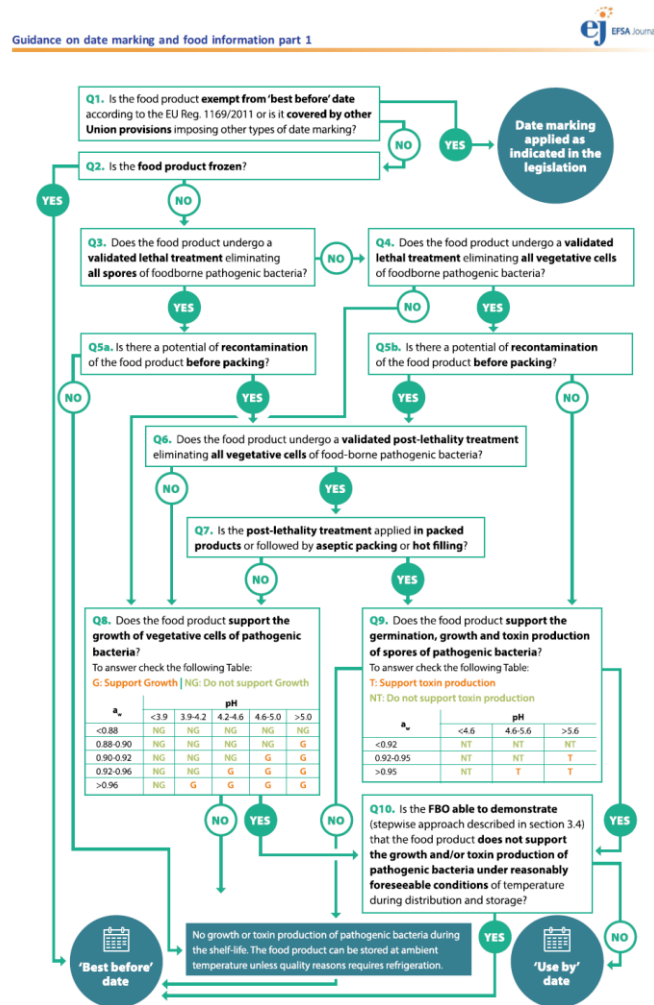 Guidance on date marking and food information part 1
ej EFSA Journal
Q1. Is the food product exempt from 'best before' date
according to the EU Reg. 1169/2011 or is it covered by other
Union provisions imposing other types of date marking?
NO
YES
Date marking
applied as
indicated in the
legislation
Q2. Is the food product frozen?
YES
NO
Q3. Does the food product undergo a
validated lethal treatment eliminating
all spores of foodborne pathogenic bacteria?
NO
Q4. Does the food product undergo a validated
lethal treatment eliminating all vegetative cells
of foodborne pathogenic bacteria?
YES
NO
YES
Q5a. Is there a potential of recontamination
of the food product before packing?
Q5b. Is there a potential of recontamination
of the food product before packing?
NO
YES
YES
NO
Q6. Does the food product undergo a validated post-lethality treatment
eliminating all vegetative cells of food-borne pathogenic bacteria?
NO
YES
Q7. Is the post-lethality treatment applied in packed
products or followed by aseptic packing or hot filling?
NO
YES
Q8. Does the food product support the
growth of vegetative cells of pathogenic
bacteria?
To answer check the following Table:
G: Support Growth | NG: Do not support Growth
pH
aw
<3.9 3.9-4.2 4.2-4.6 4.6-5.0 >5.0
<0.88 NG NG NG NG NG
0.88-0.90 NG NG NG NG G
0.90-0.92 NG NG NG G G
0.92-0.96 NG NG G G G
>0.96 NG G G G G
Q9. Does the food product support the
germination, growth and toxin production
of spores of pathogenic bacteria?
To answer check the following Table:
T: Support toxin production
NT: Do not support toxin production
pH
aw
<4.6 4.6-5.6 >5.6
<0.92 NT NT NT
0.92-0.95 NT NT T
>0.95 NT T T
NO
YES
NO
YES
Q10. Is the FBO able to demonstrate
(stepwise approach described in section 3.4)
that the food product does not support
the growth and/or toxin production of
pathogenic bacteria under reasonably
foreseeable conditions of temperature
during distribution and storage?
YES
NO
'Best before'
date
No growth or toxin production of pathogenic bacteria during
the shelf-life. The food product can be stored at ambient
temperature unless quality reasons requires refrigeration.
'Use by'
date